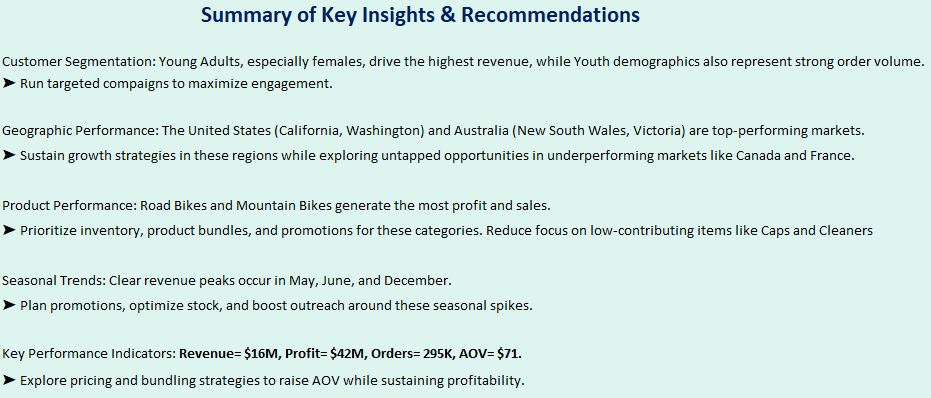 Summary of Key Insights & Recommendations
Customer Segmentation: Young Adults, especially females, drive the highest revenue, while Youth demographics also represent strong order volume.
➤ Run targeted compaigns to maximize engagement.
Geographic Performance: The United States (California, Washington) and Australia (New South Wales, Victoria) are top-performing markets.
➤ Sustain growth strategies in these regions while exploring untapped opportunities in underperforming markets like Canada and France.
Product Performance: Road Bikes and Mountain Bikes generate the most profit and sales.
➤ Prioritize inventory, product bundles, and promotions for these categories. Reduce focus on low-contributing items like Caps and Cleaners
Seasonal Trends: Clear revenue peaks occur in May, June, and December.
➤ Plan promotions, optimize stock, and boost outreach around these seasonal spikes.
Key Performance Indicators: Revenue= $16M, Profit= $42M, Orders= 295K, AOV= $71.
➤ Explore pricing and bundling strategies to raise AOV while sustaining profitability.